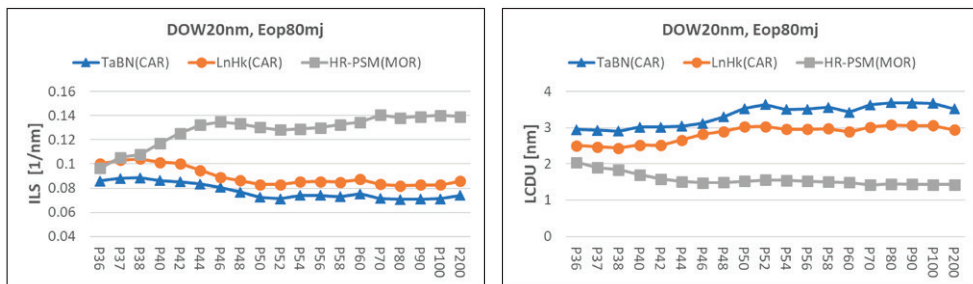 DOW20nm, Eop80mj
TaBN(CAR) LnHk(CAR) HR-PSM(MOR)
0.16
0.14
0.12
0.1
0.08
0.06
0.04
ILS [1/nm]
P36 P37 P38 P40 P42 P44 P46 P48 P50 P52 P54 P56 P58 P60 P70 P80 P90 P100 P200
DOW20nm, Eop80mj
TaBN(CAR) LnHk(CAR) HR-PSM(MOR)
4
3
2
1
0
LCDU [nm]
P36 P37 P38 P40 P42 P44 P46 P48 P50 P52 P54 P56 P58 P60 P70 P80 P90 P100 P200